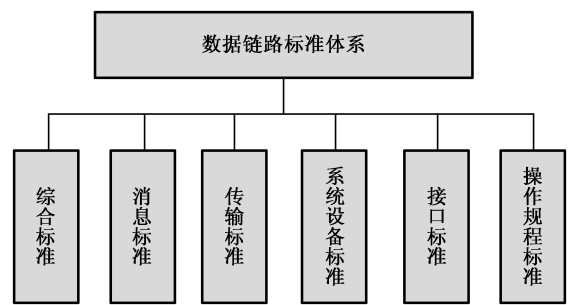 数据链路标准体系
综合标准
消息标准
传输标准
系统设备标准
接口标准
操作规程标准